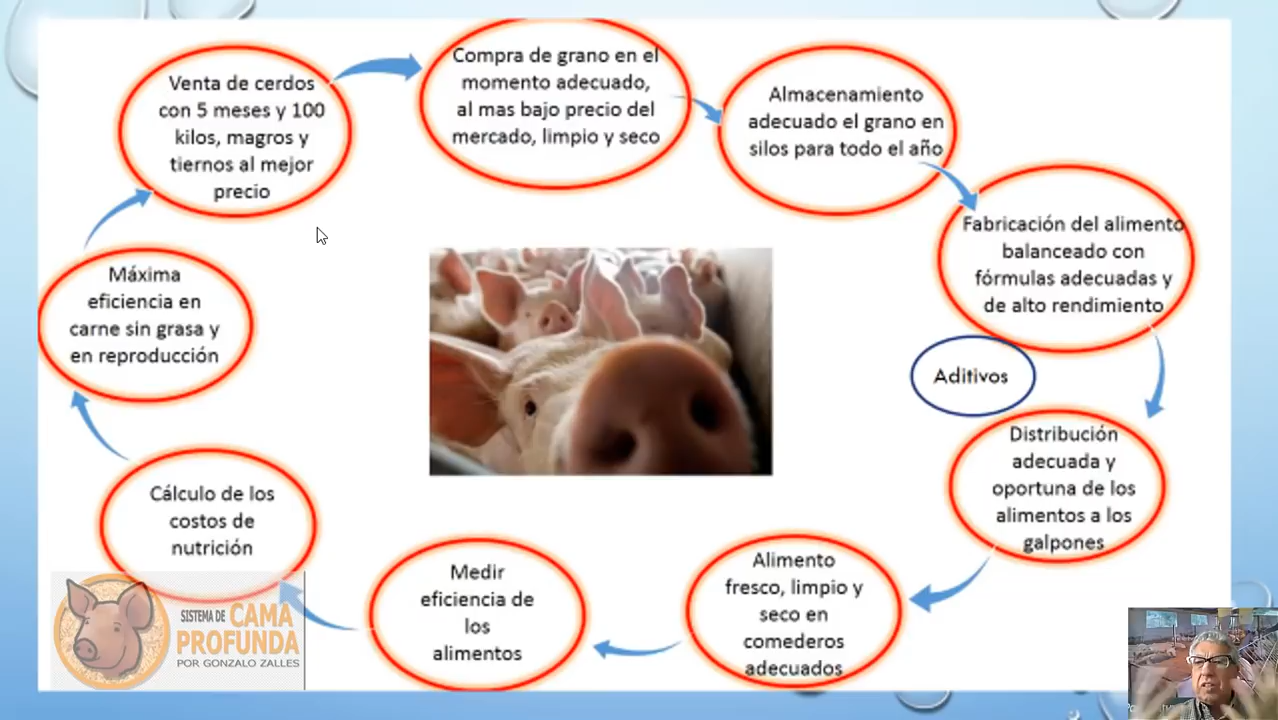 Venta de cerdos
con 5 meses y 100
kilos, magros y
tiernos al mejor
precio
Compra de grano en el
momento adecuado,
al mas bajo precio del
mercado, limpio y seco
Almacenamiento
adecuado el grano en
silos para todo el año
Fabricación del alimento
balanceado con
fórmulas adecuadas y
de alto rendimiento
Aditivos
Distribución
adecuada y
oportuna de los
alimentos a los
galpones
Alimento
fresco, limpio y
seco en
comederos
adecuados
Medir
eficiencia de
los
alimentos
Cálculo de los
costos de
nutrición
Máxima
eficiencia en
carne sin grasa y
en reproducción
SISTEMA DE CAMA
PROFUNDA
POR GONZALO ZALLES